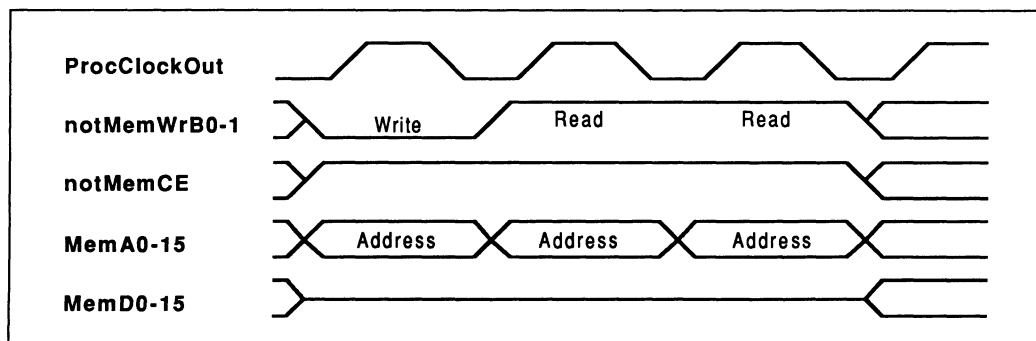 ProcClockOut
notMemWrB0-1 Write Read Read
notMemCE
MemA0-15 Address Address Address
MemD0-15